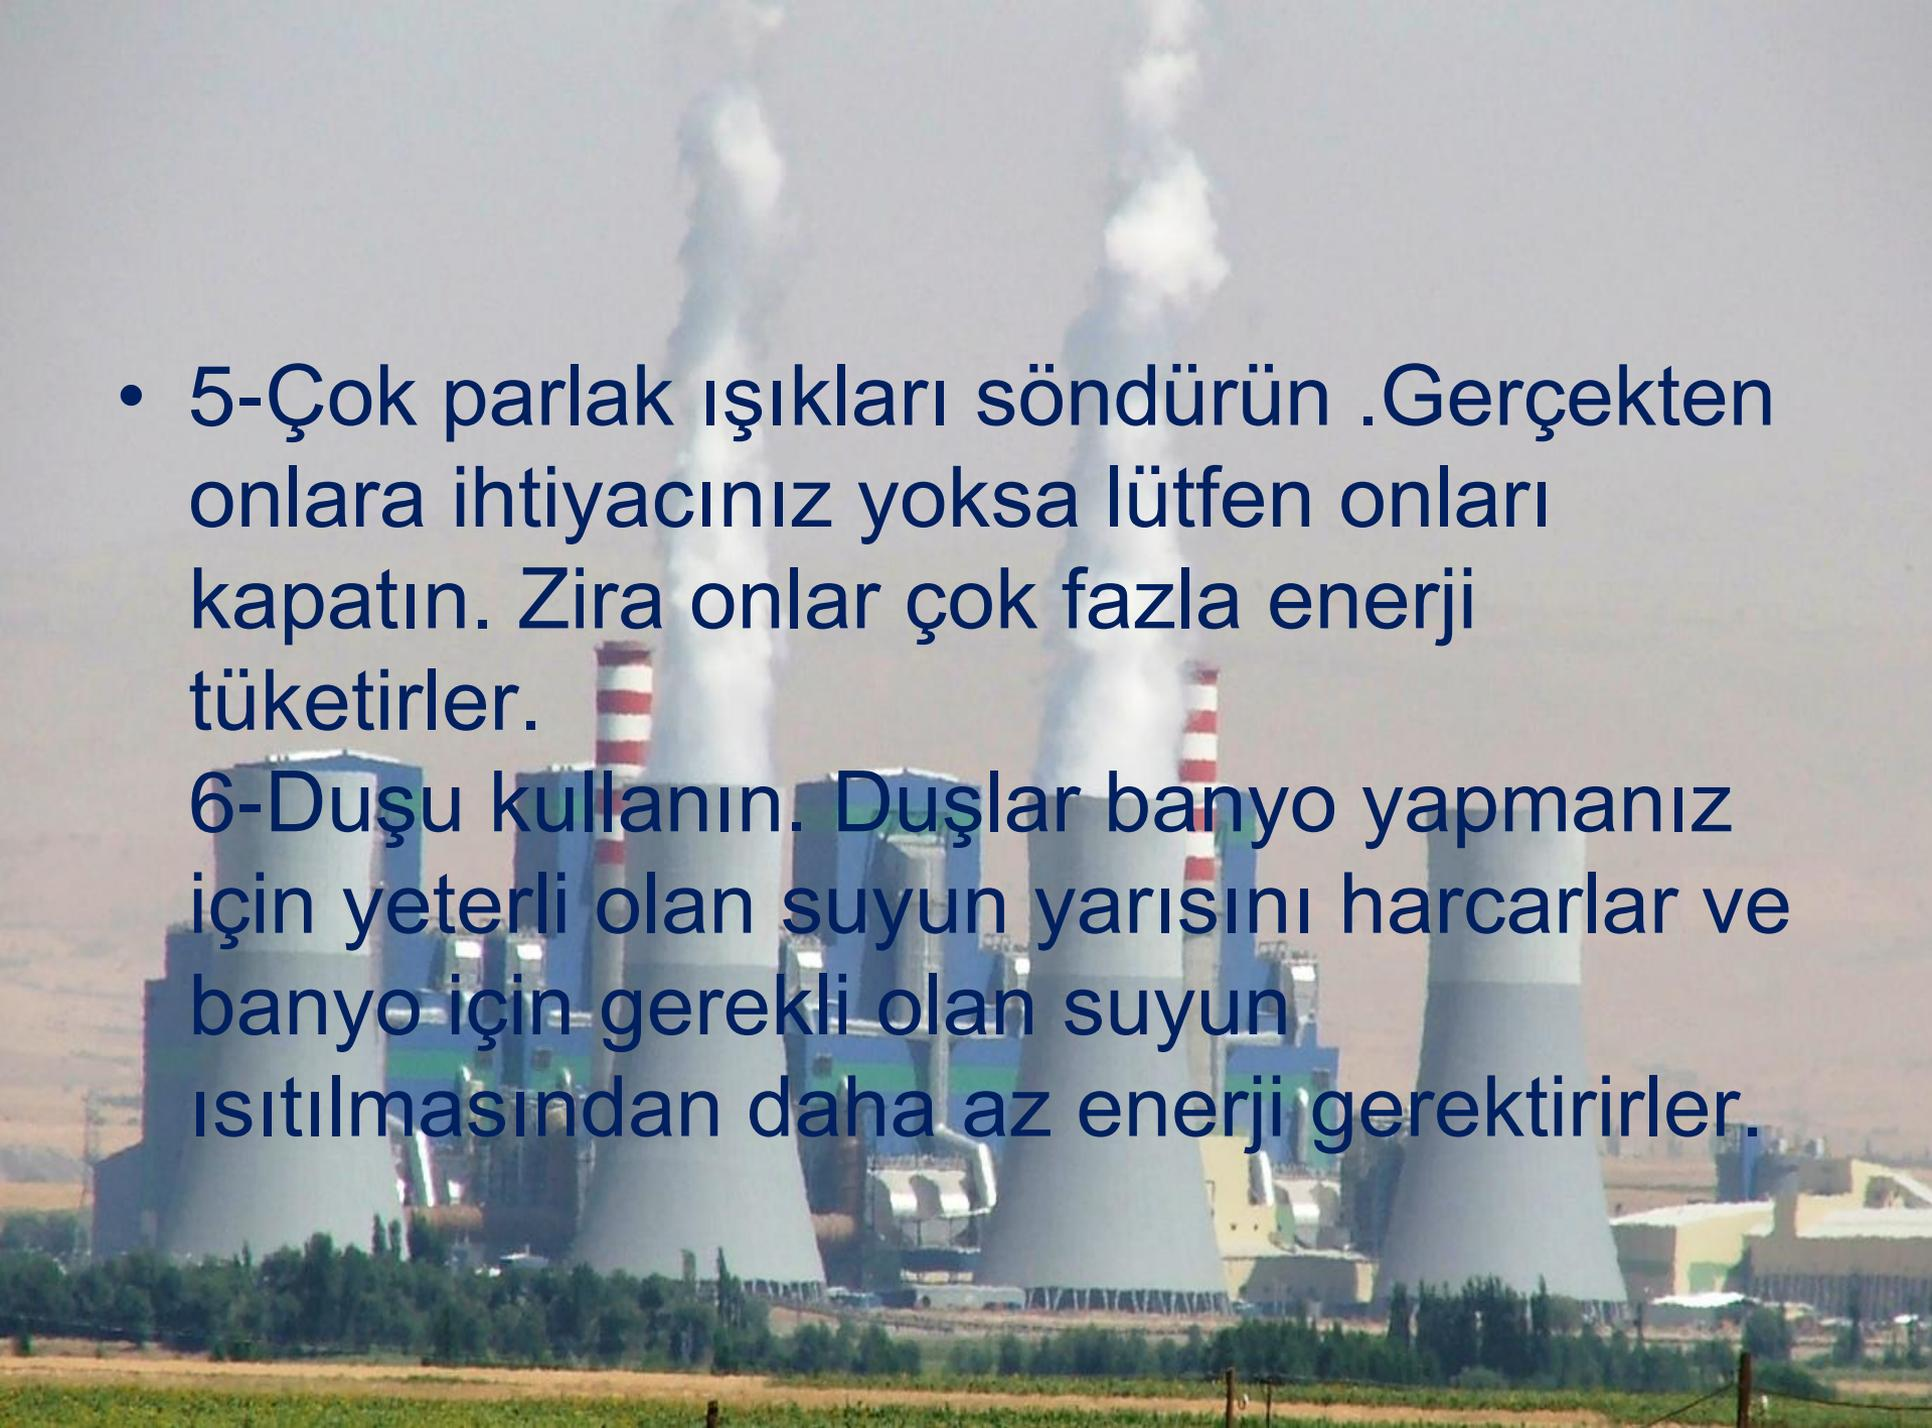 • 5-Çok parlak ışıkları söndürün .Gerçekten
onlara ihtiyacınız yoksa lütfen onları
kapatın. Zira onlar çok fazla enerji
tüketirler.
6-Duşu kullanın. Duşlar banyo yapmanız
için yeterli olan suyun yarısını harcarlar ve
banyo için gerekli olan suyun
ısıtılmasından daha az enerji gerektirirler.